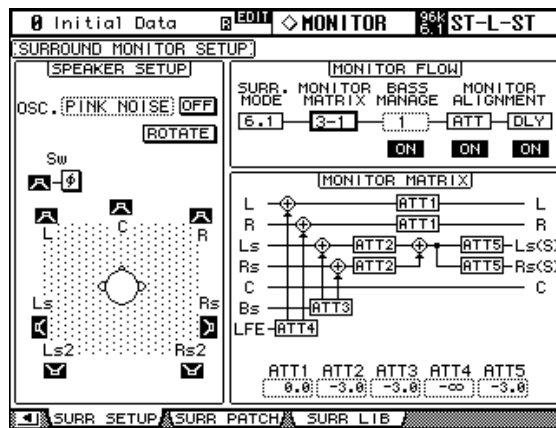 0 Initial Data EDIT ◇MONITOR 96k 6.1 ST-L-ST
SURROUND MONITOR SETUP
SPEAKER SETUP
OSC. PINK NOISE OFF
ROTATE
Sw
ϕ
L C R
Ls Rs
Ls2 Rs2
MONITOR FLOW
SURR. MODE MONITOR MATRIX BASS MANAGE MONITOR ALIGNMENT
6.1 3-1 1 ATT DLY
ON ON ON
MONITOR MATRIX
L ATT1 L
R ATT1 R
Ls ATT2 ATT5 Ls(S)
Rs ATT2 ATT5 Rs(S)
C C
Bs ATT3
LFE ATT4
ATT1 ATT2 ATT3 ATT4 ATT5
0.0 -3.0 -3.0 -∞ -3.0
SURR SETUP SURR PATCH SURR LIB